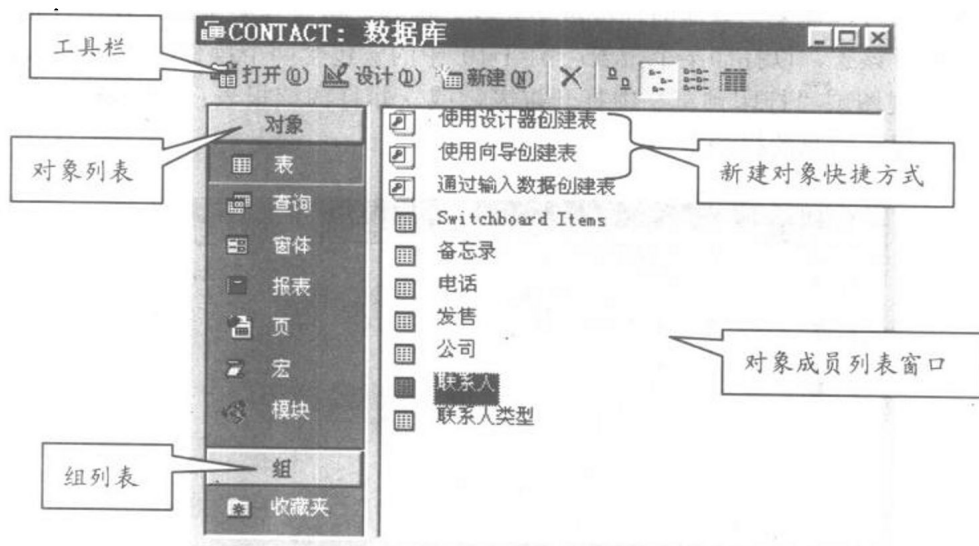 CONTACT: 数据库
工具栏
打开(O) 设计(D) 新建(N)
对象
使用设计器创建表
对象列表
表
使用向导创建表
新建对象快捷方式
通过输入数据创建表
查询
Switchboard Items
窗体
备忘录
报表
电话
页
发售
对象成员列表窗口
宏
公司
联系人
模块
联系人类型
组列表
组
收藏夹